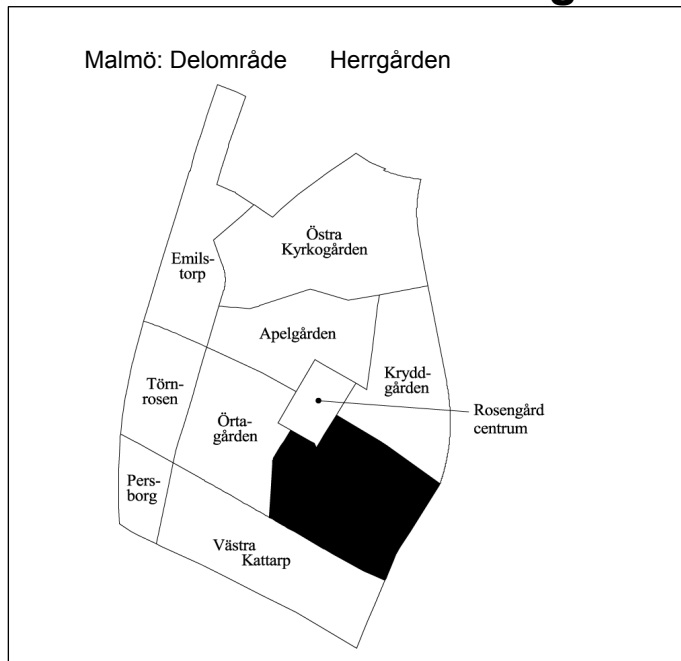 Malmö: Delområde Herrgården
Östra
Kyrkogården
Emils-
torp
Apelgården
Krydd-
gården
Törn-
rosen
Rosengård
centrum
Örta-
gården
Pers-
borg
Västra
Kattarp